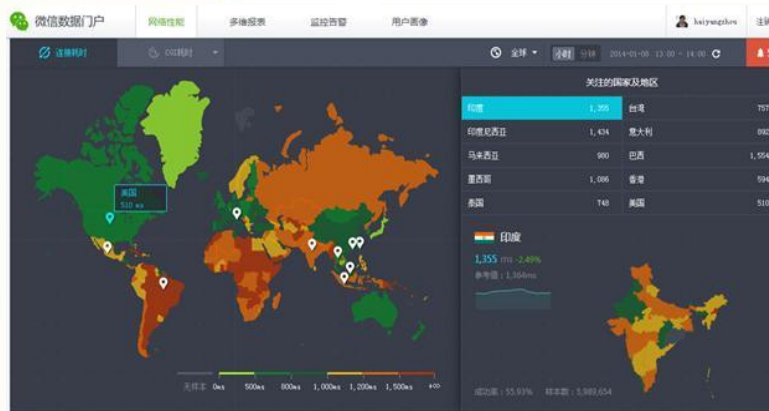 微信数据门户 网络性能 多维报表 监控告警 用户画像 haiyangzhou 注销
连接耗时 CGI耗时 全球 小时 分钟 2014-01-08 13:00 - 14:00
关注的国家及地区
印度 1,355 台湾 757
印度尼西亚 1,434 意大利 892
马来西亚 980 巴西 1,554
墨西哥 1,086 香港 594
泰国 748 美国 510
美国
510 ms
印度
1,355 ms -2.49%
参考值：1,364ms
成功率：55.93% 样本数：5,989,654
无样本 0ms 500ms 800ms 1,000ms 1,200ms 1,500ms +∞